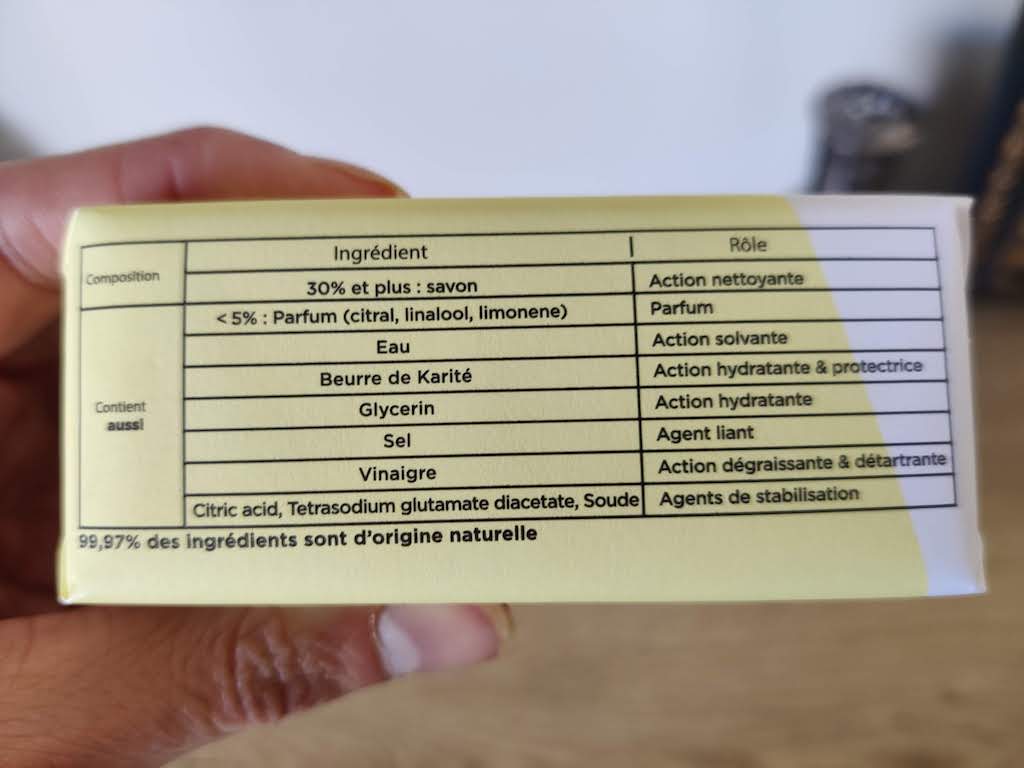 Ingrédient Rôle
Composition
30% et plus : savon Action nettoyante
< 5% : Parfum (citral, linalool, limonene) Parfum
Eau Action solvante
Beurre de Karité Action hydratante & protectrice
Contient
aussi
Glycerin Action hydratante
Sel Agent liant
Vinaigre Action dégraissante & détartrante
Citric acid, Tetrasodium glutamate diacetate, Soude Agents de stabilisation
99,97% des ingrédients sont d'origine naturelle